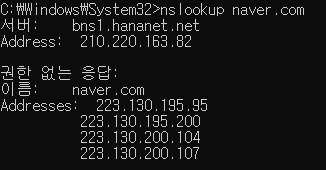 C:₩Windows₩System32>nslookup naver.com
서버:    bns1.hananet.net
Address:  210.220.163.82
권한 없는 응답:
이름:    naver.com
Addresses:  223.130.195.95
223.130.195.200
223.130.200.104
223.130.200.107